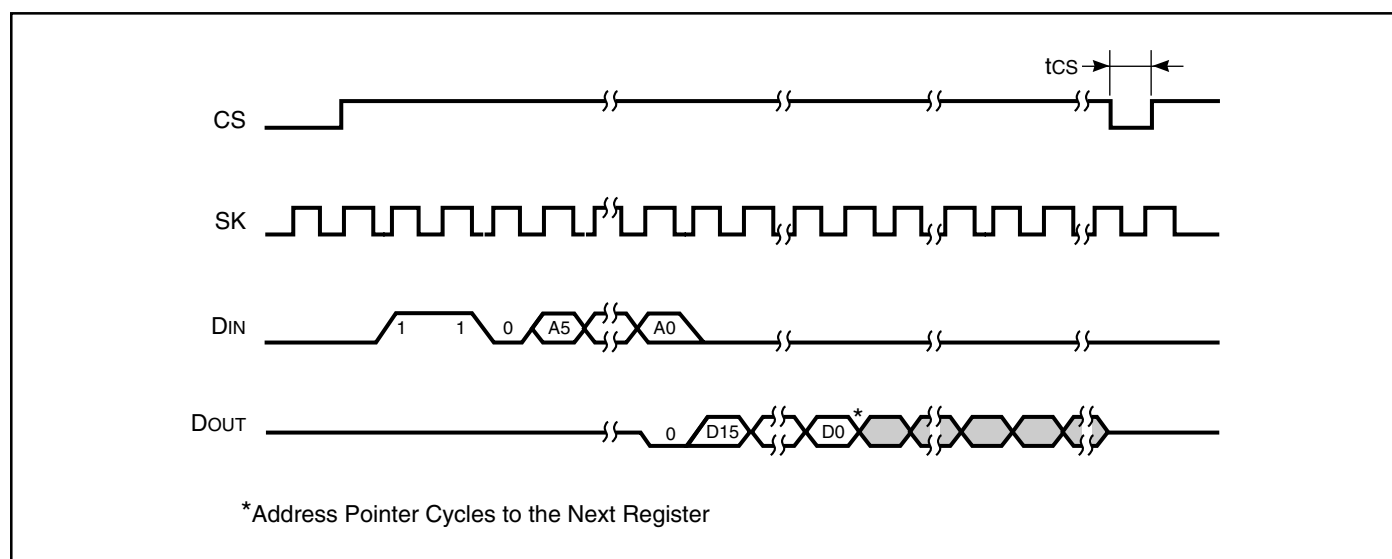 tCS
CS
SK
DIN 1 1 0 A5 A0
DOUT 0 D15 D0 *
*Address Pointer Cycles to the Next Register